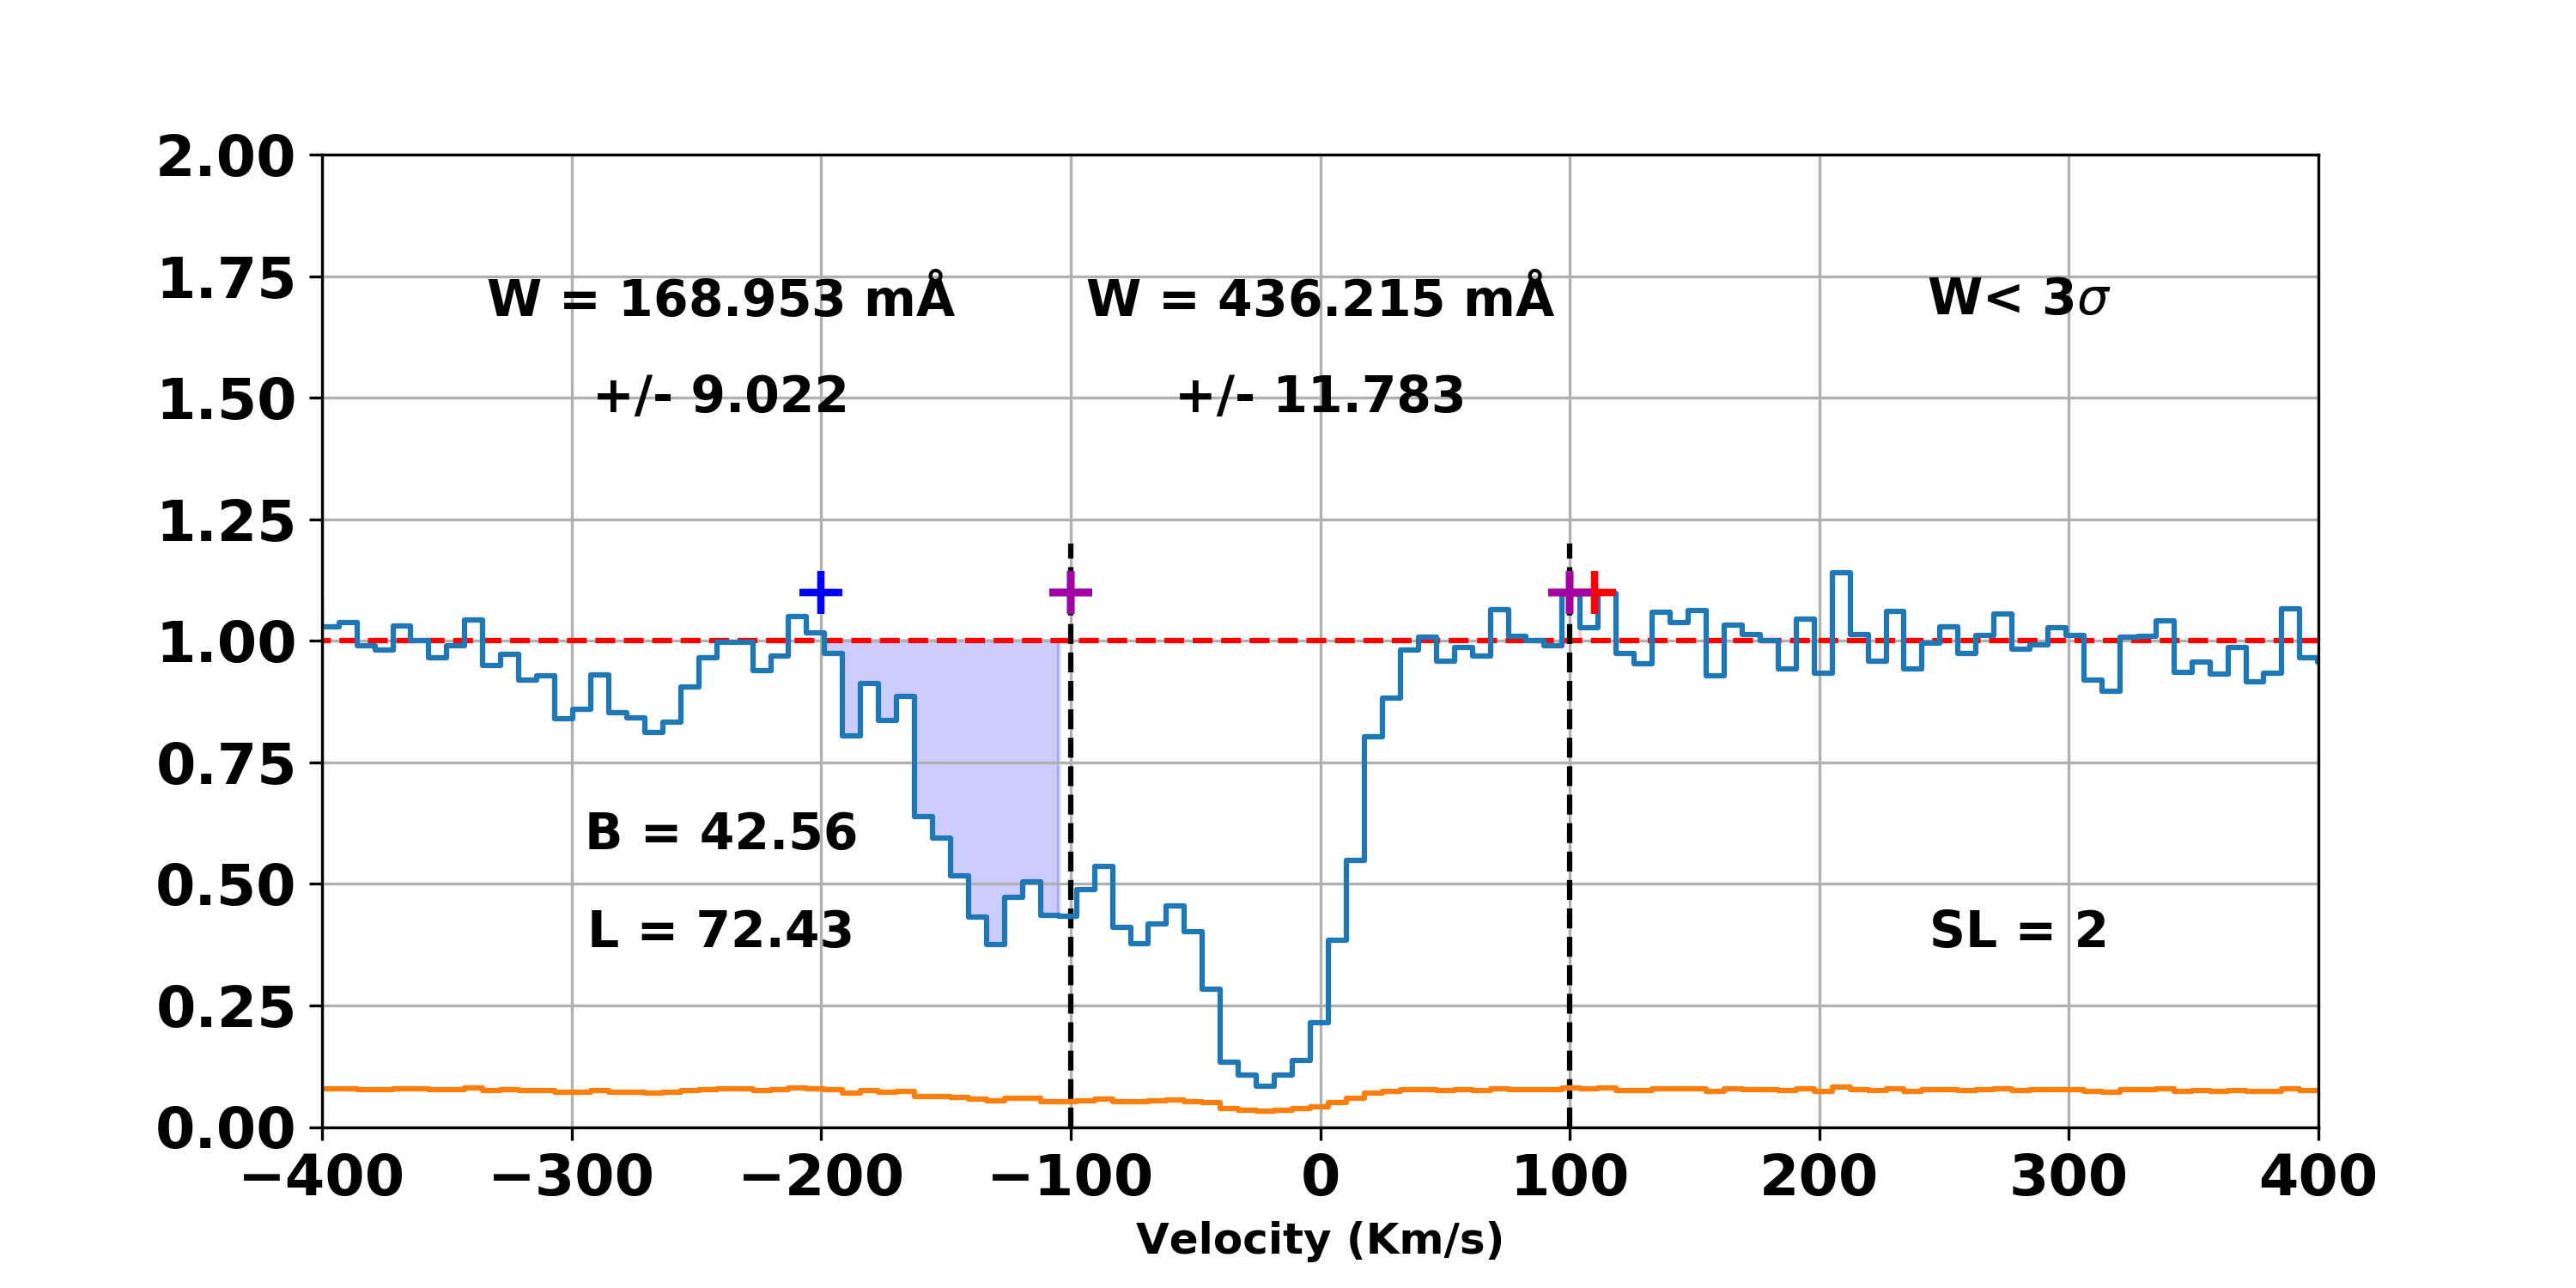 2.00
1.75
1.50
1.25
1.00
0.75
0.50
0.25
0.00
W = 168.953 mÅ
+/- 9.022
W = 436.215 mÅ
+/- 11.783
W< 3σ
B = 42.56
L = 72.43
SL = 2
−400 −300 −200 −100 0 100 200 300 400
Velocity (Km/s)